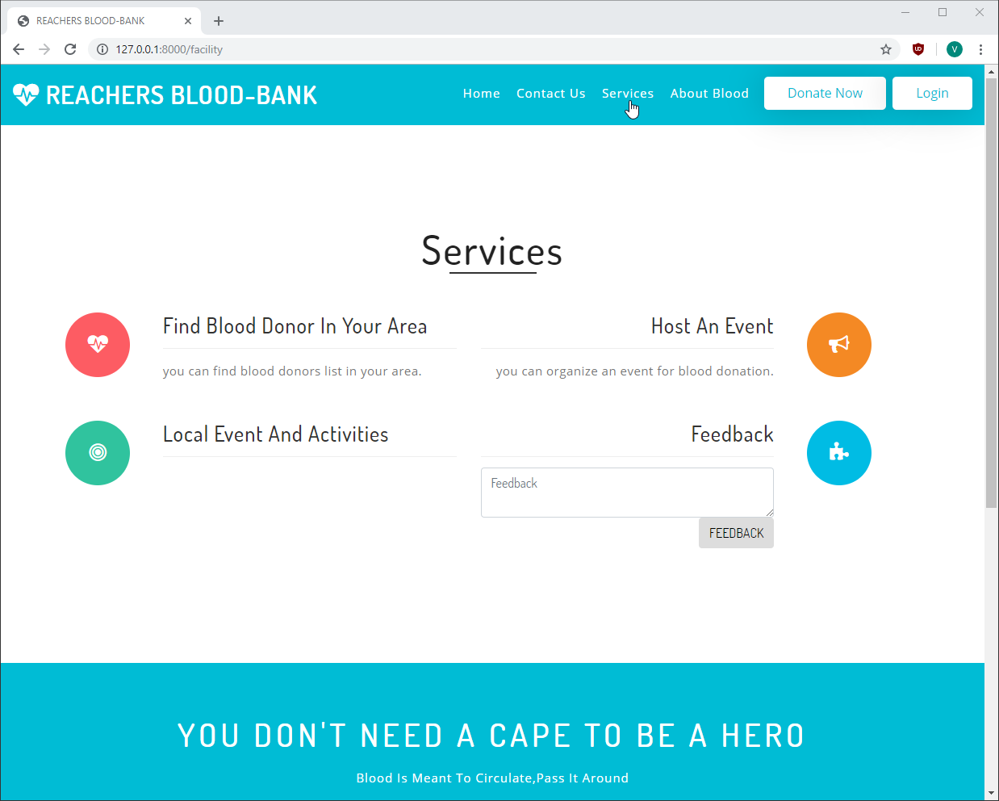 REACHERS BLOOD-BANK
127.0.0.1:8000/facility
V
REACHERS BLOOD-BANK
Home Contact Us Services About Blood Donate Now Login
Services
Find Blood Donor In Your Area
you can find blood donors list in your area.
Host An Event
you can organize an event for blood donation.
Local Event And Activities
Feedback
Feedback
FEEDBACK
YOU DON'T NEED A CAPE TO BE A HERO
Blood Is Meant To Circulate,Pass It Around